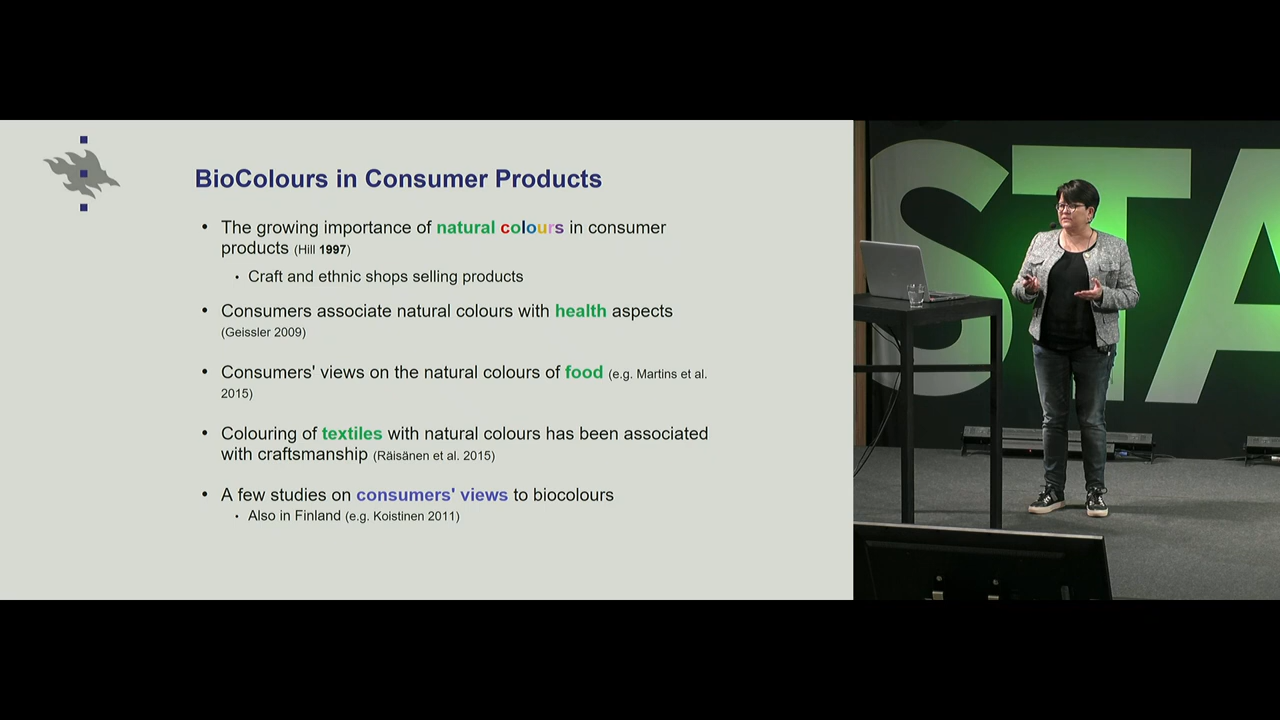 BioColours in Consumer Products
• The growing importance of natural colours in consumer
products (Hill 1997)
• Craft and ethnic shops selling products
• Consumers associate natural colours with health aspects
(Geissler 2009)
• Consumers' views on the natural colours of food (e.g. Martins et al.
2015)
• Colouring of textiles with natural colours has been associated
with craftsmanship (Räisänen et al. 2015)
• A few studies on consumers' views to biocolours
• Also in Finland (e.g. Koistinen 2011)
STA